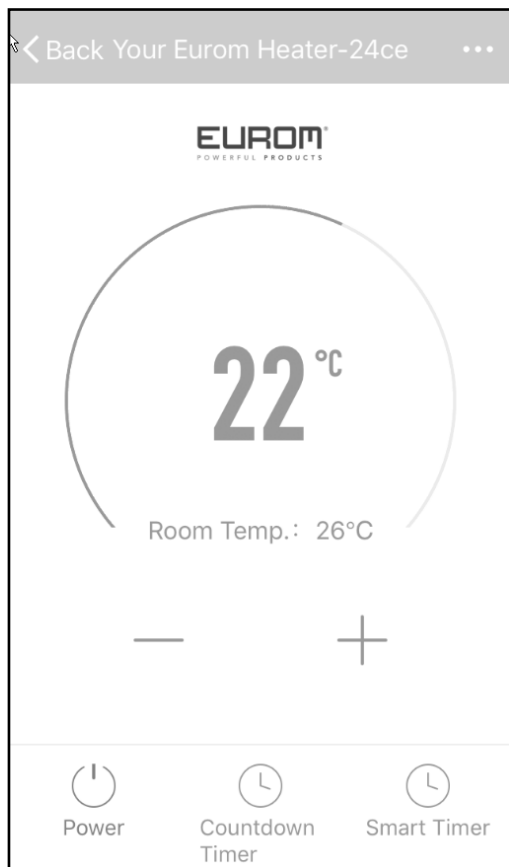 Back Your Eurom Heater-24ce ...
EUROM®
POWERFUL PRODUCTS
22 °C
Room Temp.: 26°C
Power
Countdown
Timer
Smart Timer